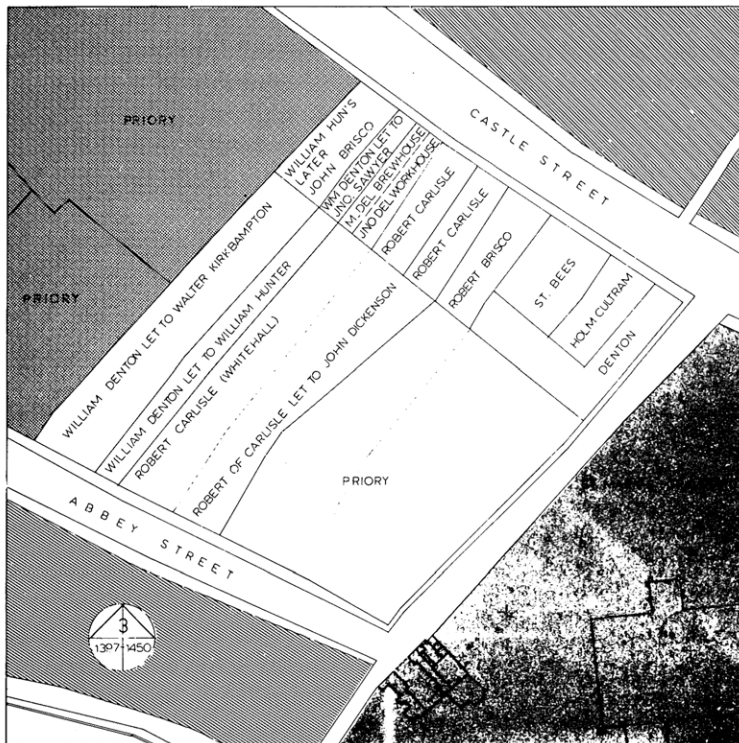 PRIORY
CASTLE STREET
WILLIAM HUN'S
LATER
JOHN BRISCO
WM DENTON LET TO
JNO. SAWYER
M. DEL BREWHOUSE
JNO DEL WORKHOUSE
ROBERT CARLISLE
ROBERT CARLISLE
ROBERT BRISCO
ST. BEES
HOLM CULTRAM
DENTON
PRIORY
WILLIAM DENTON LET TO WALTER KIRKBAMPTON
WILLIAM DENTON LET TO WILLIAM HUNTER
ROBERT CARLISLE (WHITEHALL)
ROBERT OF CARLISLE LET TO JOHN DICKENSON
PRIORY
ABBEY STREET
3
1397-1450